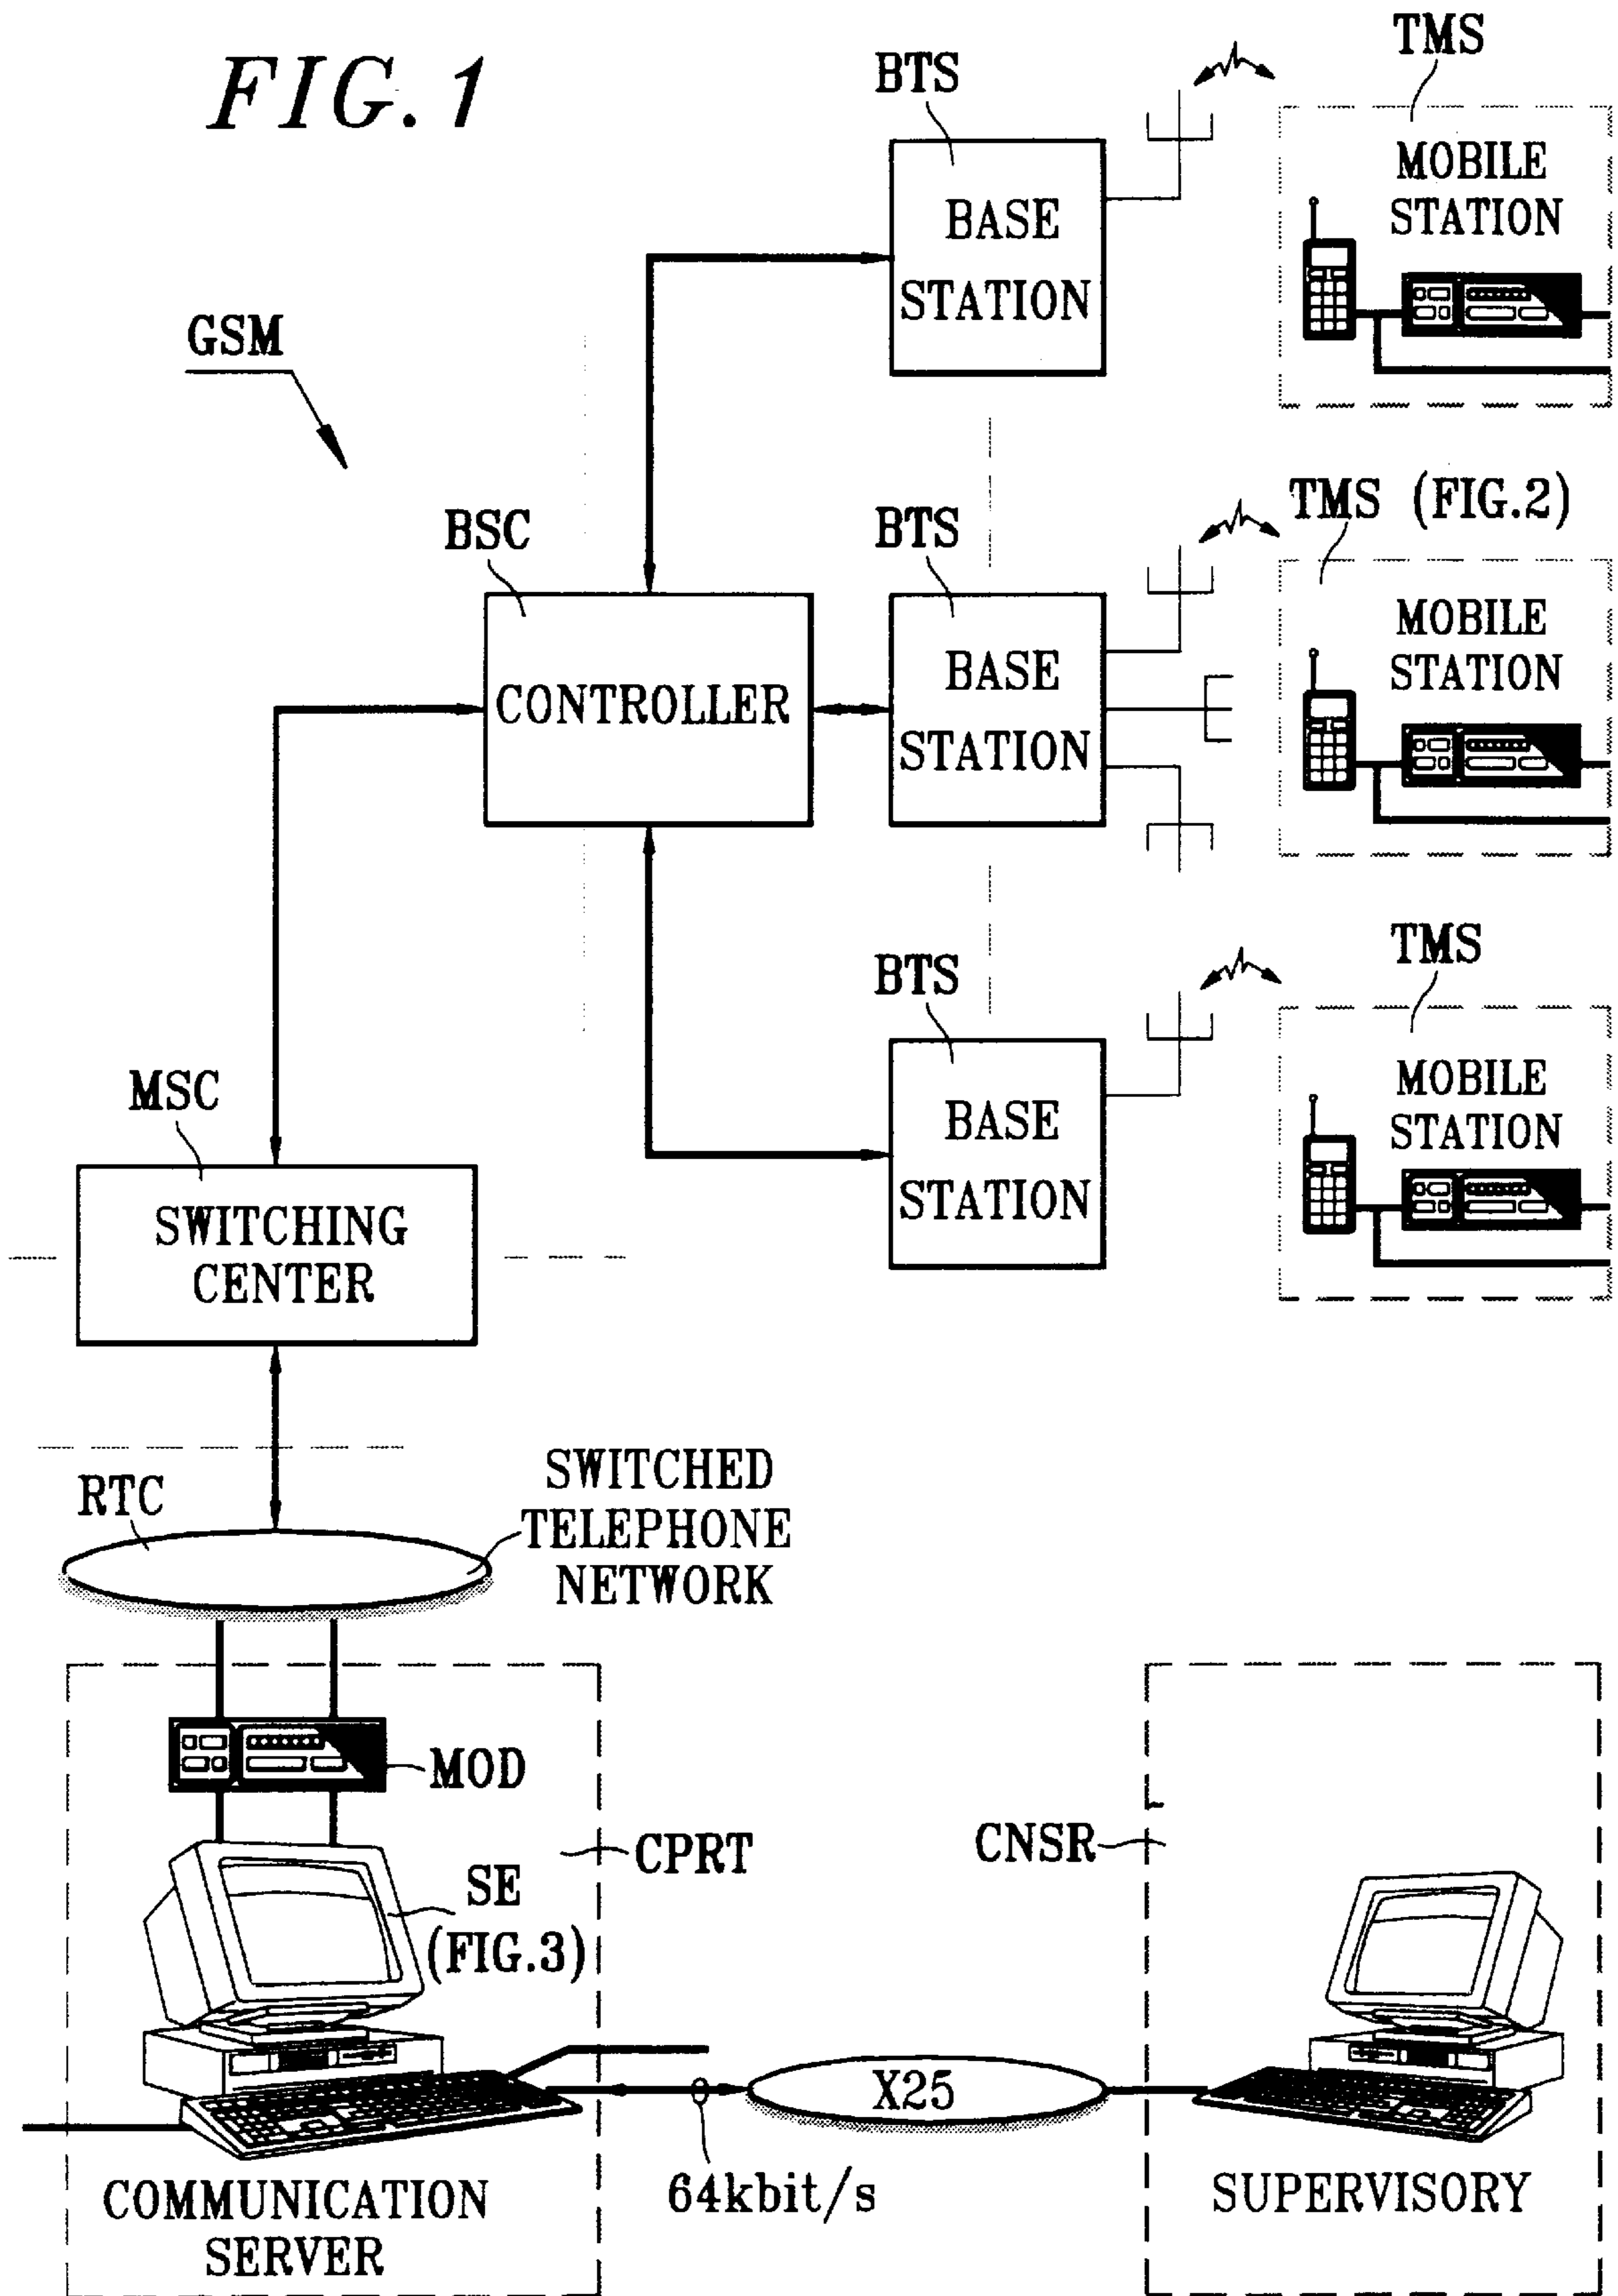 FIG. 1
BTS
TMS
MOBILE
STATION
BASE
STATION
GSM
BSC
BTS
TMS (FIG.2)
MOBILE
STATION
CONTROLLER
BASE
STATION
BTS
TMS
MOBILE
STATION
BASE
STATION
MSC
SWITCHING
CENTER
RTC
SWITCHED
TELEPHONE
NETWORK
MOD
CPRT
CNSR
SE
(FIG.3)
X25
64kbit/s
COMMUNICATION
SERVER
SUPERVISORY